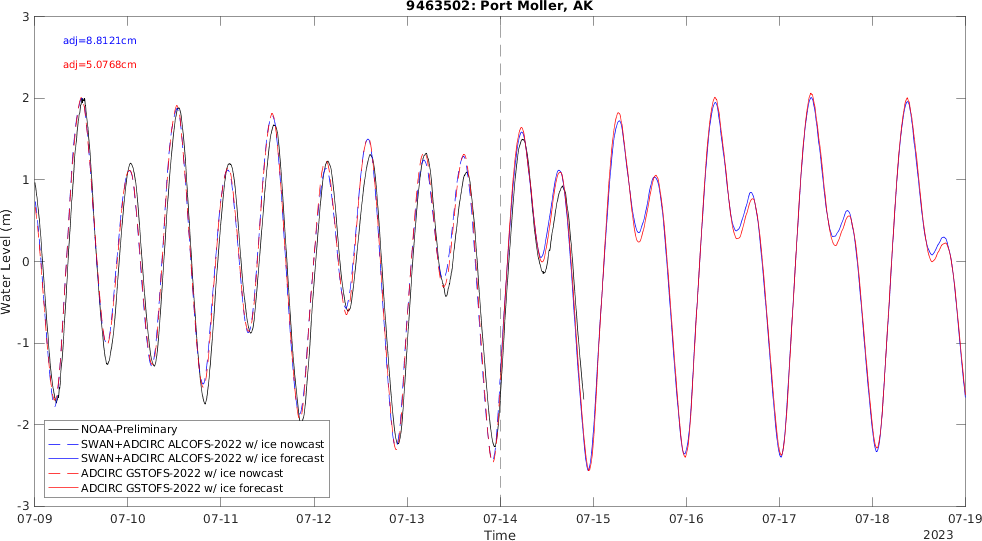 9463502: Port Moller, AK
adj=8.8121cm
adj=5.0768cm
Water Level (m)
3
2
1
0
-1
-2
-3
NOAA-Preliminary
SWAN+ADCIRC ALCOFS-2022 w/ ice nowcast
SWAN+ADCIRC ALCOFS-2022 w/ ice forecast
ADCIRC GSTOFS-2022 w/ ice nowcast
ADCIRC GSTOFS-2022 w/ ice forecast
07-09 07-10 07-11 07-12 07-13 07-14 07-15 07-16 07-17 07-18 07-19
Time
2023